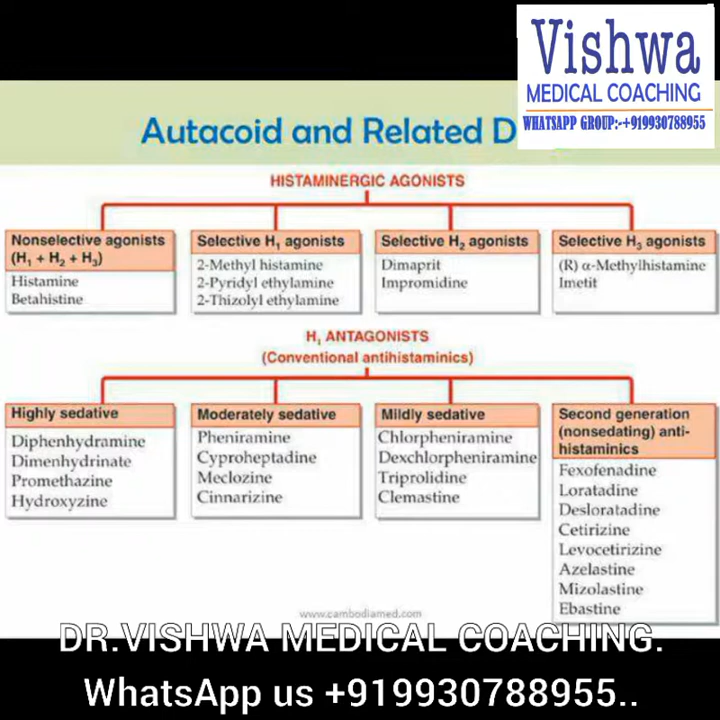 Vishwa
MEDICAL COACHING
WHATSAPP GROUP:-+919930788955
Autacoid and Related D
HISTAMINERGIC AGONISTS
Nonselective agonists
(H₁ + H₂ + H₃)
Histamine
Betahistine
Selective H₁ agonists
2-Methyl histamine
2-Pyridyl ethylamine
2-Thizolyl ethylamine
Selective H₂ agonists
Dimaprit
Impromidine
Selective H₃ agonists
(R) α-Methylhistamine
Imetit
H₁ ANTAGONISTS
(Conventional antihistaminics)
Highly sedative
Diphenhydramine
Dimenhydrinate
Promethazine
Hydroxyzine
Moderately sedative
Pheniramine
Cyproheptadine
Meclozine
Cinnarizine
Mildly sedative
Chlorpheniramine
Dexchlorpheniramine
Triprolidine
Clemastine
Second generation
(nonsedating) anti-
histaminics
Fexofenadine
Loratadine
Desloratadine
Cetirizine
Levocetirizine
Azelastine
Mizolastine
Ebastine
www.cambodiamed.com
DR.VISHWA MEDICAL COACHING.
WhatsApp us +919930788955..